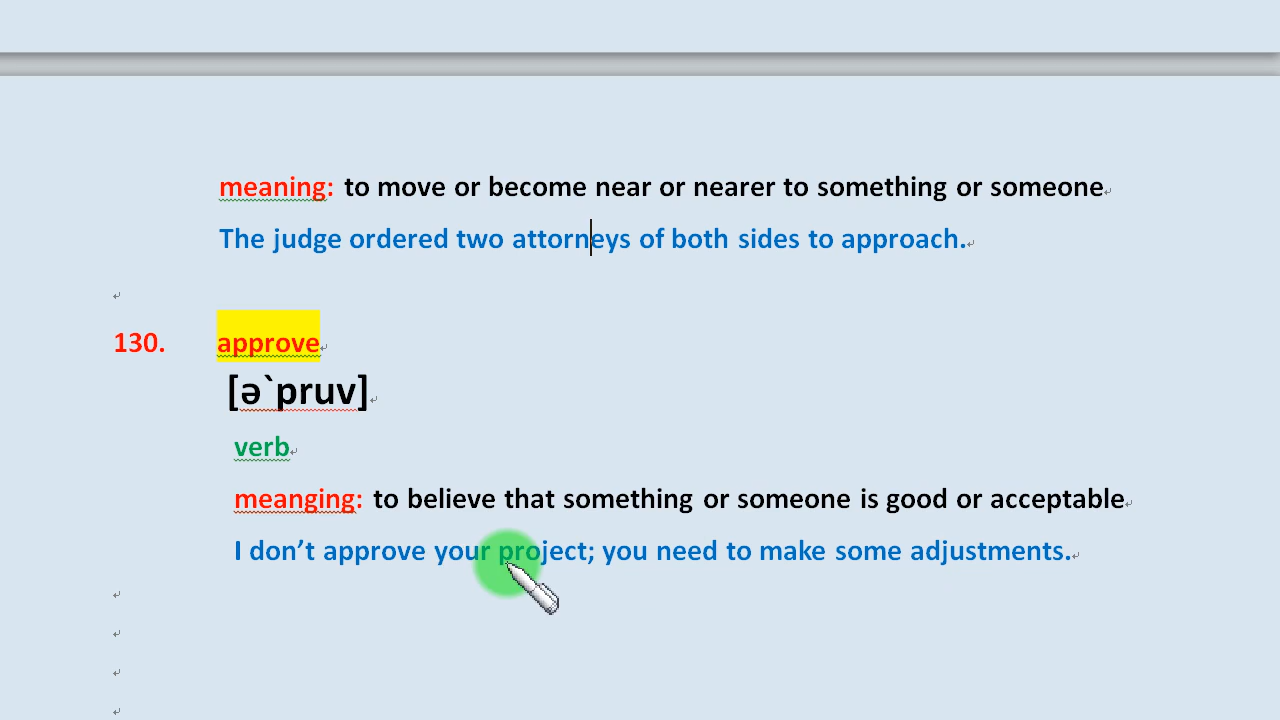 meaning: to move or become near or nearer to something or someone
The judge ordered two attorneys of both sides to approach.
130. approve
[ə`pruv]
verb
meanging: to believe that something or someone is good or acceptable
I don’t approve your project; you need to make some adjustments.